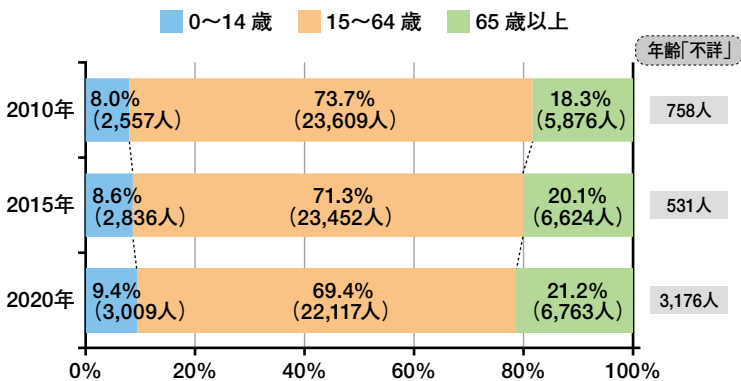 0〜14 歳 15〜64 歳 65 歳以上
年齢「不詳」
2010年 8.0% 73.7% 18.3%
（2,557人） （23,609人） （5,876人） 758人
2015年 8.6% 71.3% 20.1%
（2,836人） （23,452人） （6,624人） 531人
2020年 9.4% 69.4% 21.2%
（3,009人） （22,117人） （6,763人） 3,176人
0% 20% 40% 60% 80% 100%